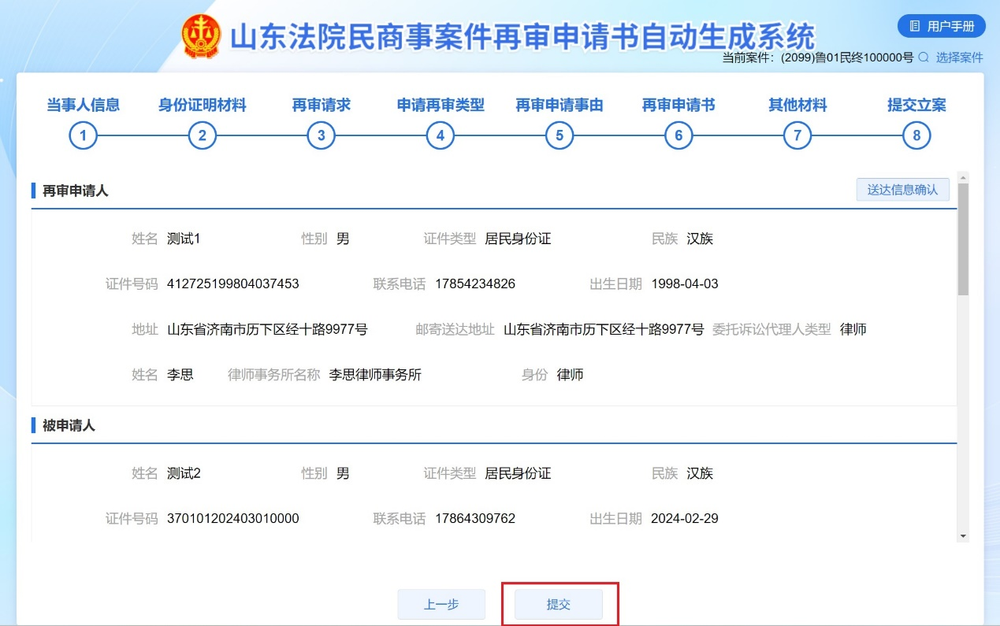 山东法院民商事案件再审申请书自动生成系统
用户手册
当前案件：(2099)鲁01民终100000号 选择案件
当事人信息 身份证明材料 再审请求 申请再审类型 再审申请事由 再审申请书 其他材料 提交立案
1 2 3 4 5 6 7 8
再审申请人 送达信息确认
姓名 测试1 性别 男 证件类型 居民身份证 民族 汉族
证件号码 412725199804037453 联系电话 17854234826 出生日期 1998-04-03
地址 山东省济南市历下区经十路9977号 邮寄送达地址 山东省济南市历下区经十路9977号 委托诉讼代理人类型 律师
姓名 李思 律师事务所名称 李思律师事务所 身份 律师
被申请人
姓名 测试2 性别 男 证件类型 居民身份证 民族 汉族
证件号码 370101202403010000 联系电话 17864309762 出生日期 2024-02-29
上一步 提交